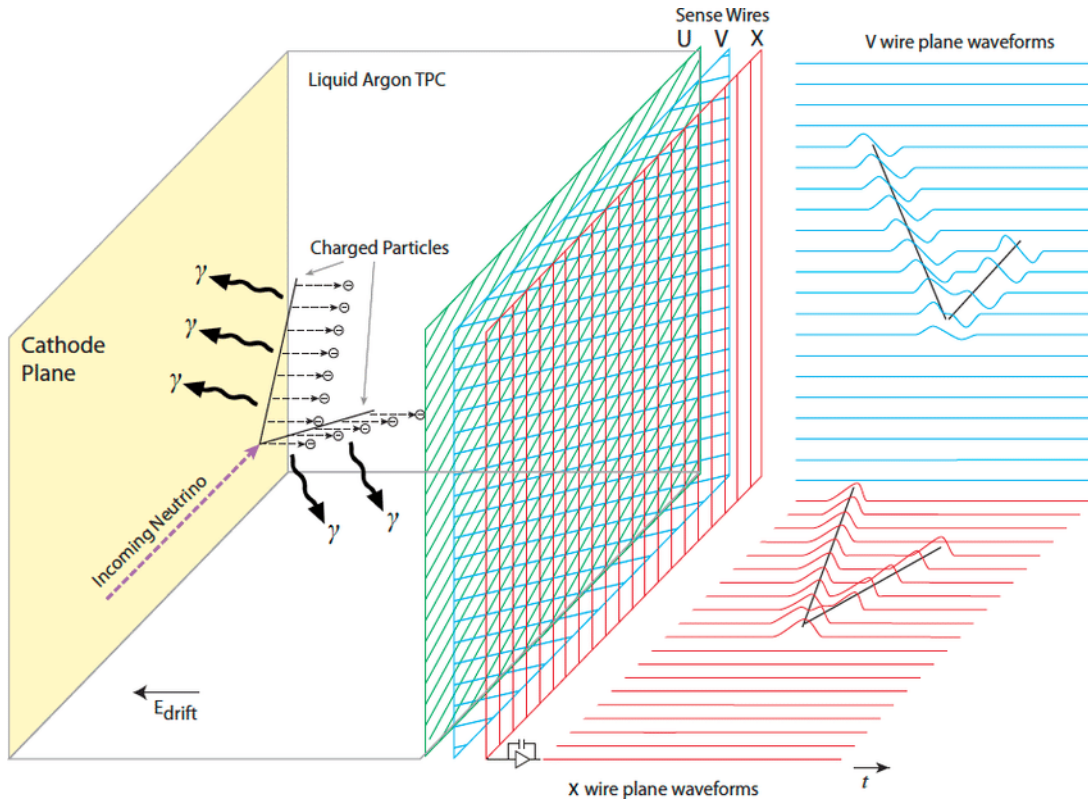 Sense Wires
U V X
V wire plane waveforms
Liquid Argon TPC
Charged Particles
γ
γ
γ
Cathode
Plane
γ
γ
Incoming Neutrino
Edrift
t
X wire plane waveforms